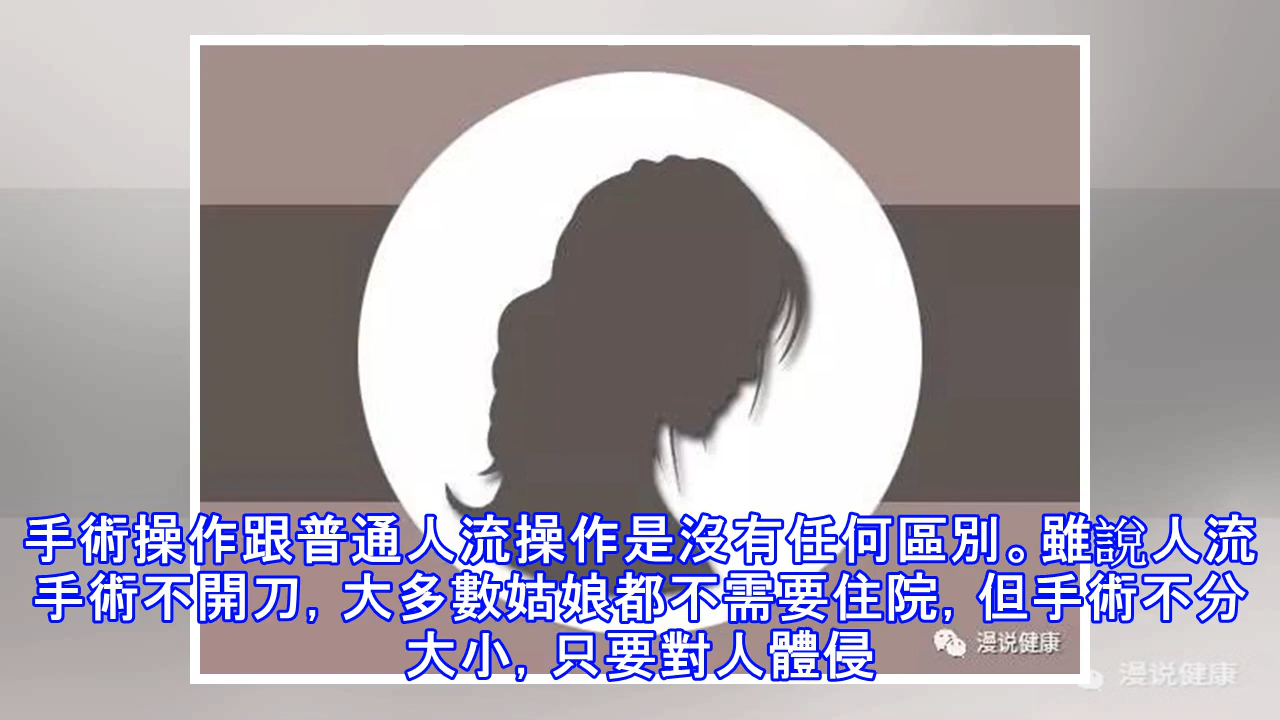 手術操作跟普通人流操作是沒有任何區別。雖說人流
手術不開刀, 大多數姑娘都不需要住院, 但手術不分
大小, 只要對人體侵
漫说健康
漫说健康